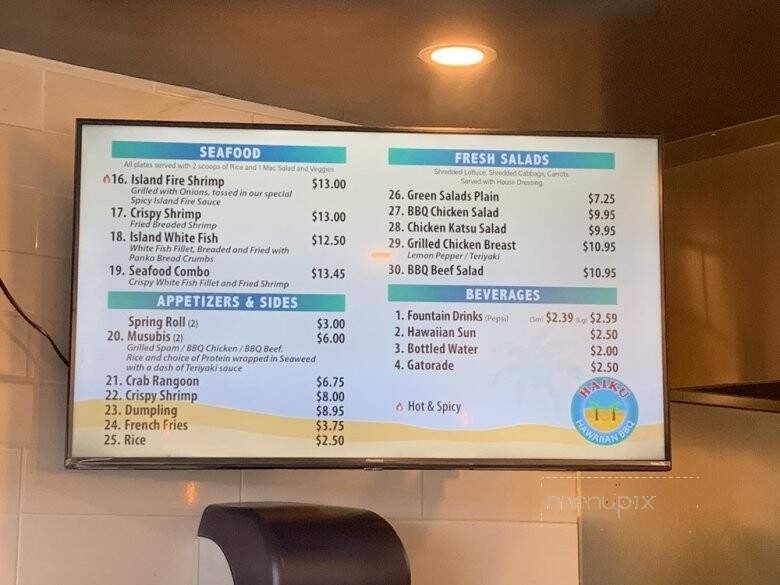 SEAFOOD
All plates served with 2 scoops of Rice and 1 Mac Salad and Veggies
16. Island Fire Shrimp $13.00
Grilled with Onions, tossed in our special
Spicy Island Fire Sauce
17. Crispy Shrimp $13.00
Fried Breaded Shrimp
18. Island White Fish $12.50
White Fish Fillet, Breaded and Fried with
Panko Bread Crumbs
19. Seafood Combo $13.45
Crispy White Fish Fillet and Fried Shrimp
APPETIZERS & SIDES
Spring Roll (2) $3.00
20. Musubis (2) $6.00
Grilled Spam / BBQ Chicken / BBQ Beef.
Rice and choice of Protein wrapped in Seaweed
with a dash of Teriyaki sauce
21. Crab Rangoon $6.75
22. Crispy Shrimp $8.00
23. Dumpling $8.95
24. French Fries $3.75
25. Rice $2.50
FRESH SALADS
Shredded Lettuce, Shredded Cabbage, Carrots
Served with House Dressing
26. Green Salads Plain $7.25
27. BBQ Chicken Salad $9.95
28. Chicken Katsu Salad $9.95
29. Grilled Chicken Breast $10.95
Lemon Pepper / Teriyaki
30. BBQ Beef Salad $10.95
BEVERAGES
1. Fountain Drinks (Pepsi) (Sm) $2.39 (Lg) $2.59
2. Hawaiian Sun $2.50
3. Bottled Water $2.00
4. Gatorade $2.50
Hot & Spicy
HAIKU
HAWAIIAN BBQ
menupix